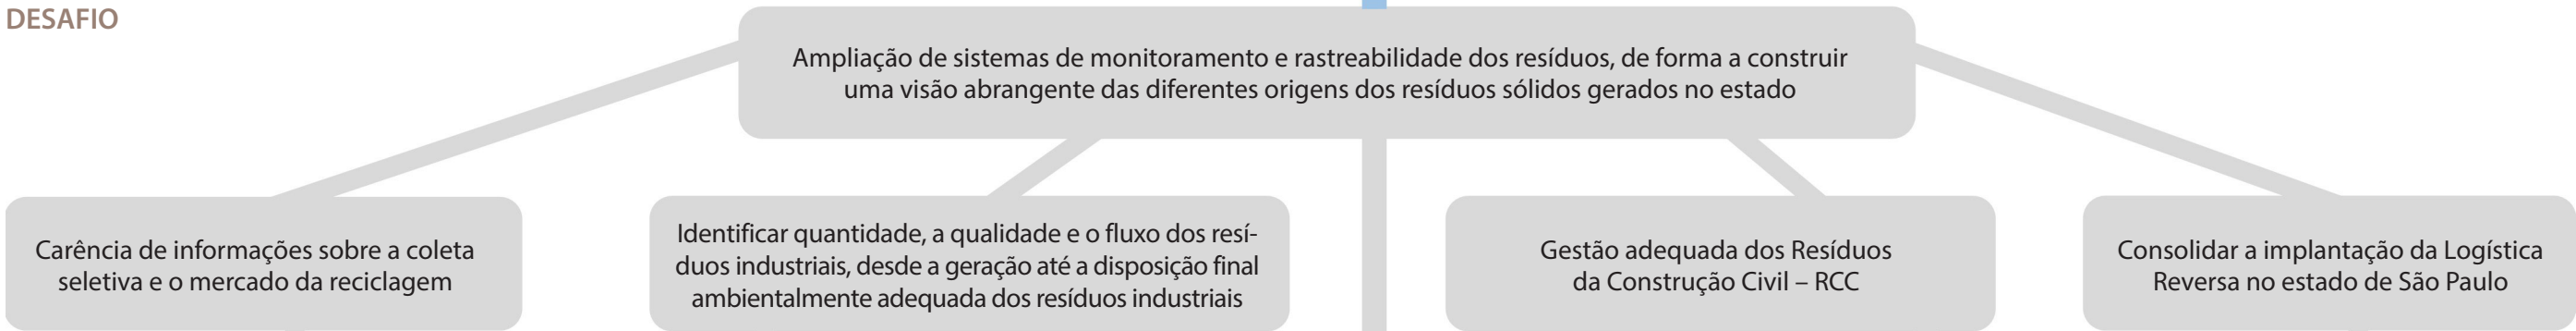 DESAFIO
Ampliação de sistemas de monitoramento e rastreabilidade dos resíduos, de forma a construir
uma visão abrangente das diferentes origens dos resíduos sólidos gerados no estado
Carência de informações sobre a coleta
seletiva e o mercado da reciclagem
Identificar quantidade, a qualidade e o fluxo dos resí-
duos industriais, desde a geração até a disposição final
ambientalmente adequada dos resíduos industriais
Gestão adequada dos Resíduos
da Construção Civil – RCC
Consolidar a implantação da Logística
Reversa no estado de São Paulo